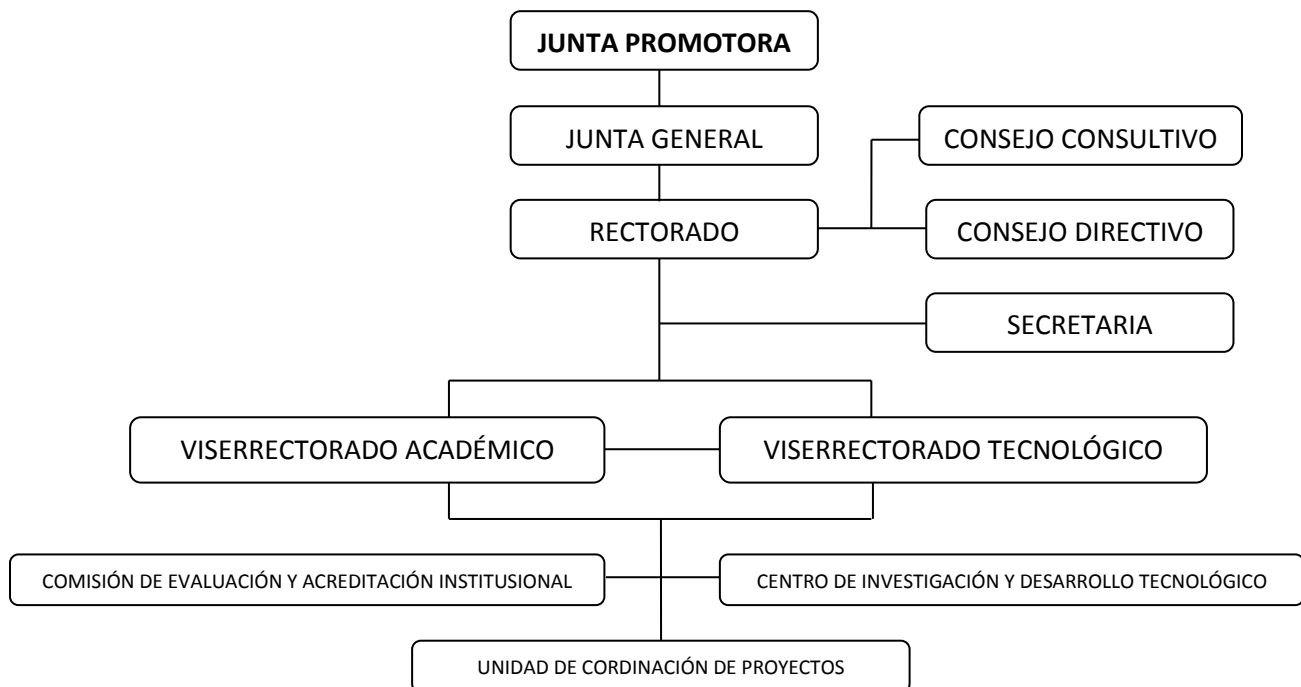 JUNTA PROMOTORA
JUNTA GENERAL
CONSEJO CONSULTIVO
RECTORADO
CONSEJO DIRECTIVO
SECRETARIA
VISERRECTORADO ACADÉMICO
VISERRECTORADO TECNOLÓGICO
COMISIÓN DE EVALUACIÓN Y ACREDITACIÓN INSTITUSIONAL
CENTRO DE INVESTIGACIÓN Y DESARROLLO TECNOLÓGICO
UNIDAD DE CORDINACIÓN DE PROYECTOS